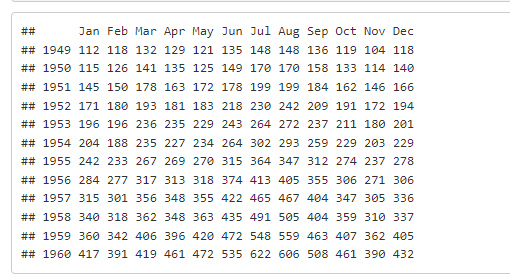 ##      Jan Feb Mar Apr May Jun Jul Aug Sep Oct Nov Dec
## 1949 112 118 132 129 121 135 148 148 136 119 104 118
## 1950 115 126 141 135 125 149 170 170 158 133 114 140
## 1951 145 150 178 163 172 178 199 199 184 162 146 166
## 1952 171 180 193 181 183 218 230 242 209 191 172 194
## 1953 196 196 236 235 229 243 264 272 237 211 180 201
## 1954 204 188 235 227 234 264 302 293 259 229 203 229
## 1955 242 233 267 269 270 315 364 347 312 274 237 278
## 1956 284 277 317 313 318 374 413 405 355 306 271 306
## 1957 315 301 356 348 355 422 465 467 404 347 305 336
## 1958 340 318 362 348 363 435 491 505 404 359 310 337
## 1959 360 342 406 396 420 472 548 559 463 407 362 405
## 1960 417 391 419 461 472 535 622 606 508 461 390 432